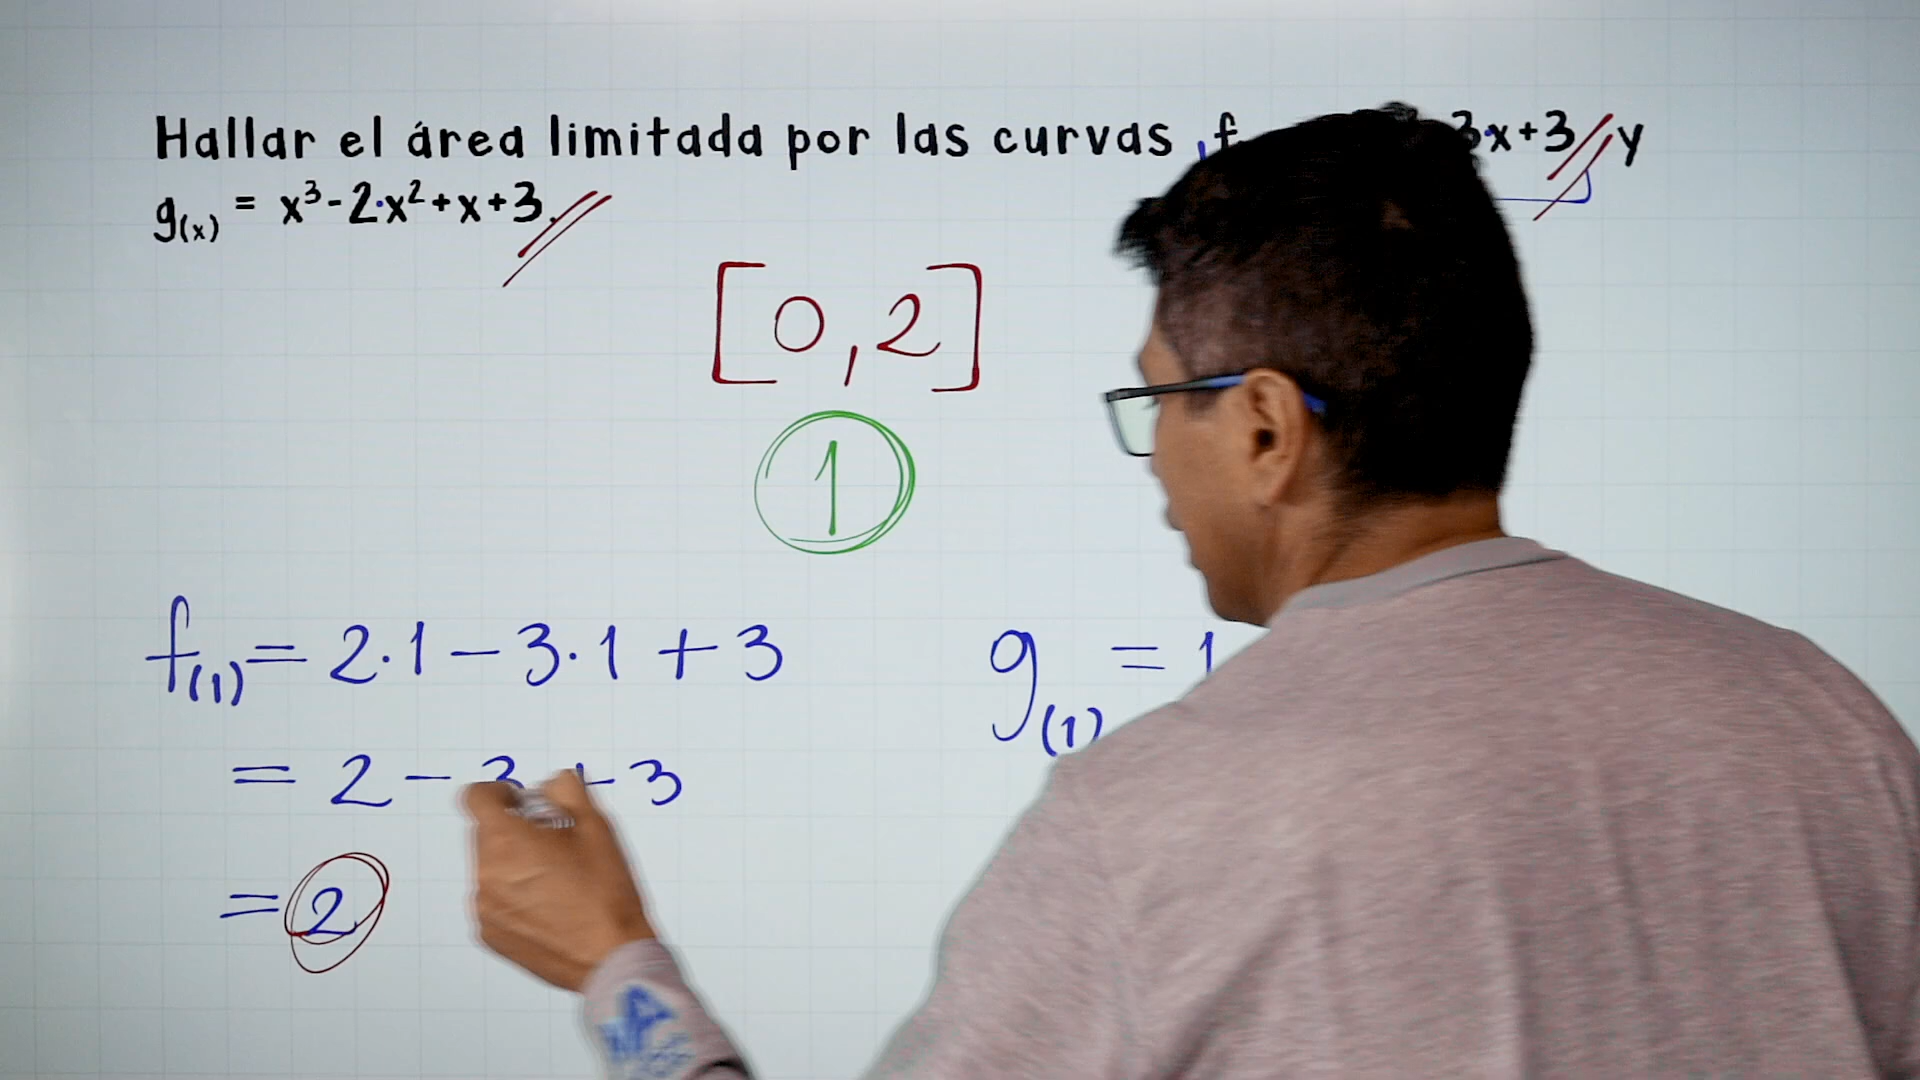 Hallar el área limitada por las curvas f 3·x+3 y
g(x) = x³-2·x²+x+3.
[0,2]
1
f(1) = 2·1 - 3·1 + 3
= 2 - 3 + 3
= 2
g(1) = 1